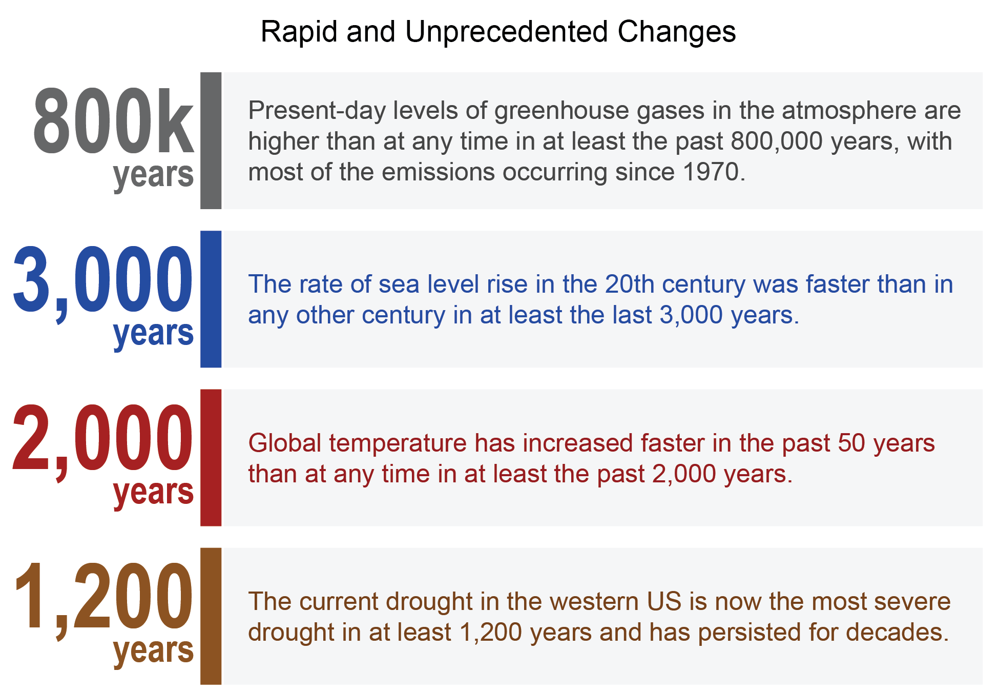 Rapid and Unprecedented Changes
800k
years
Present-day levels of greenhouse gases in the atmosphere are
higher than at any time in at least the past 800,000 years, with
most of the emissions occurring since 1970.
3,000
years
The rate of sea level rise in the 20th century was faster than in
any other century in at least the last 3,000 years.
2,000
years
Global temperature has increased faster in the past 50 years
than at any time in at least the past 2,000 years.
1,200
years
The current drought in the western US is now the most severe
drought in at least 1,200 years and has persisted for decades.